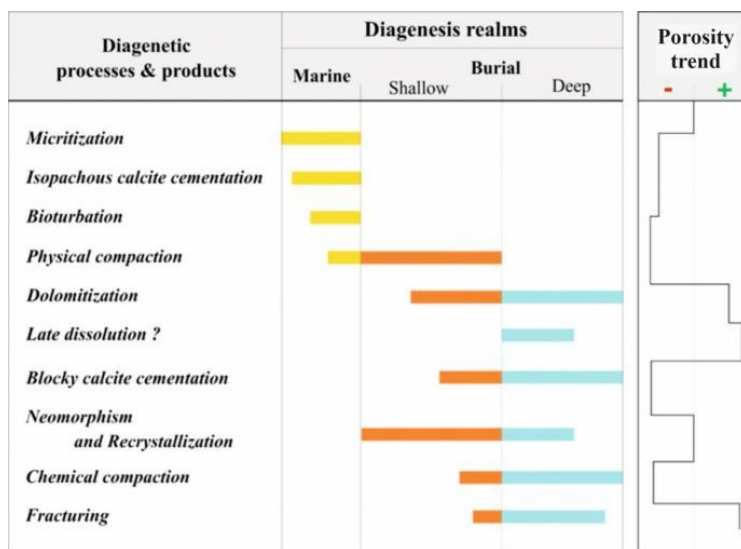 Diagenetic
processes & products
Diagenesis realms
Marine
Burial
Shallow
Deep
Porosity
trend
- +
Micritization
Isopachous calcite cementation
Bioturbation
Physical compaction
Dolomitization
Late dissolution ?
Blocky calcite cementation
Neomorphism
and Recrystallization
Chemical compaction
Fracturing